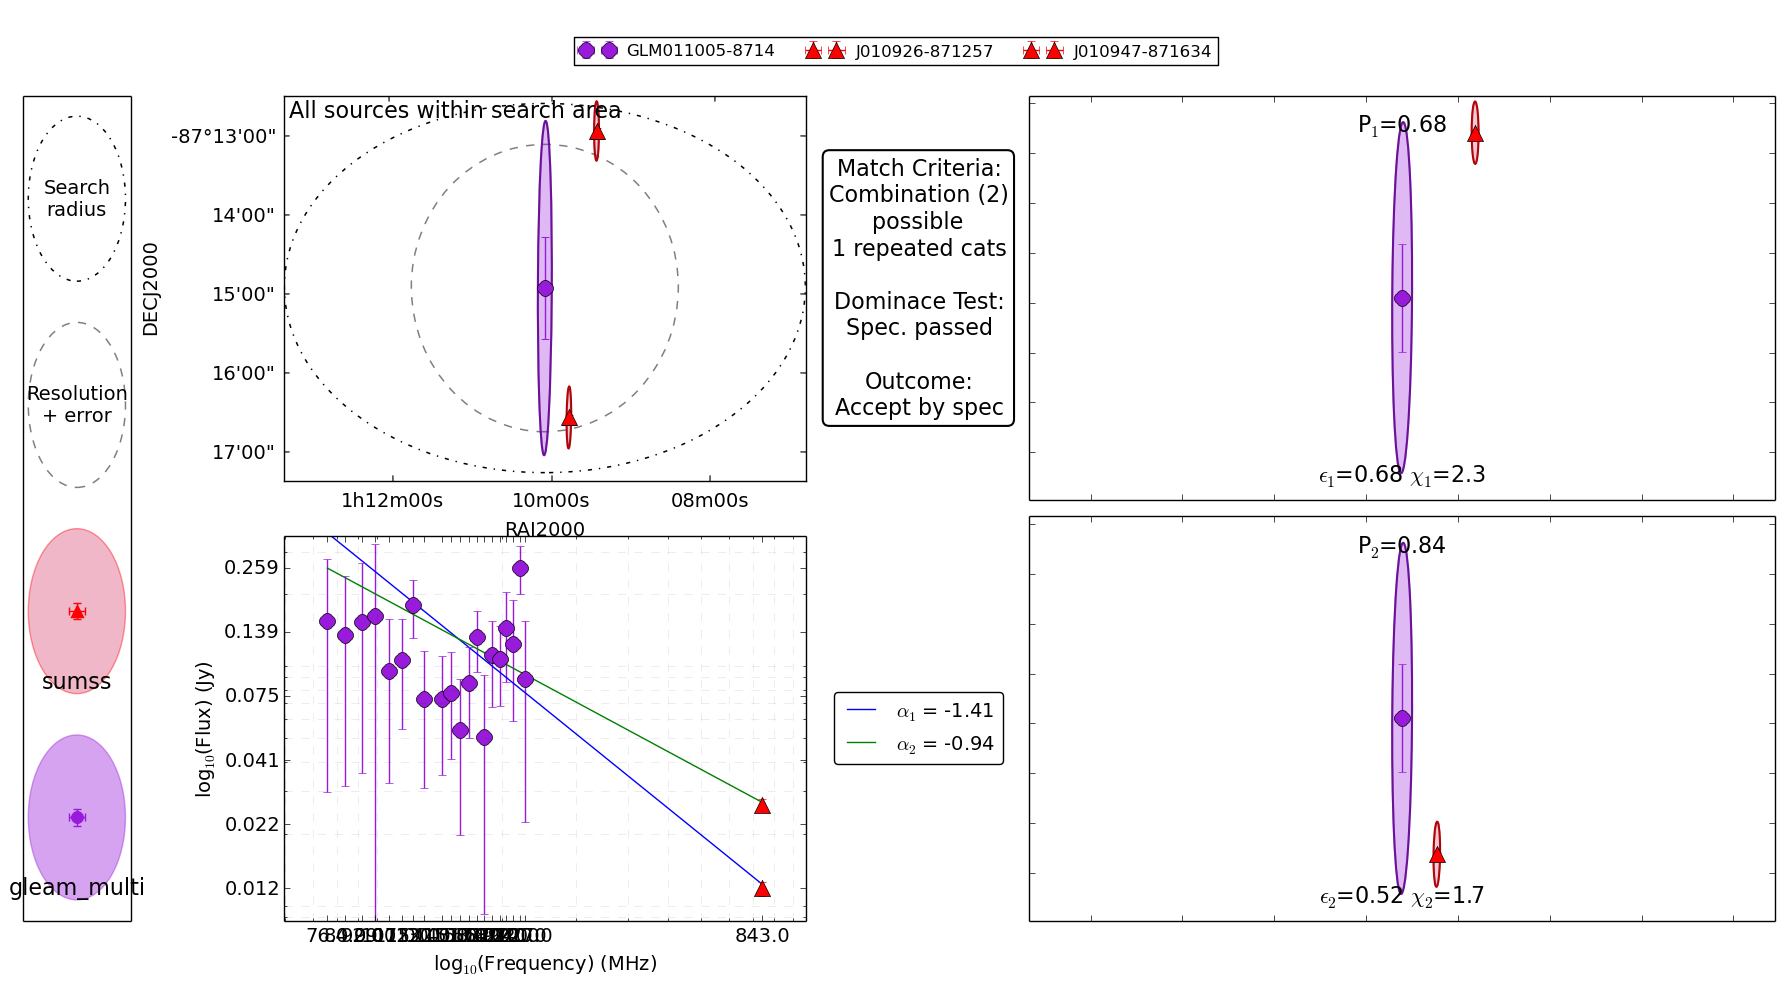 GLM011005-8714 J010926-871257 J010947-871634
Search
radius
Resolution
+ error
sumss
gleam_multi
All sources within search area
DECJ2000
-87°13'00"
14'00"
15'00"
16'00"
17'00"
1h12m00s 10m00s 08m00s
RAJ2000
Match Criteria:
Combination (2)
possible
1 repeated cats
Dominace Test:
Spec. passed
Outcome:
Accept by spec
P₁=0.68
ϵ₁=0.68 χ₁=2.3
log₁₀(Flux) (Jy)
0.259
0.139
0.075
0.041
0.022
0.012
843.0
log₁₀(Frequency) (MHz)
α₁ = -1.41
α₂ = -0.94
P₂=0.84
ϵ₂=0.52 χ₂=1.7